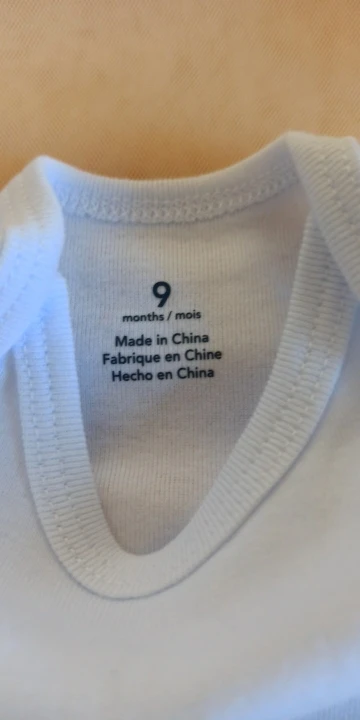 9
months / mois
Made in China
Fabrique en Chine
Hecho en China